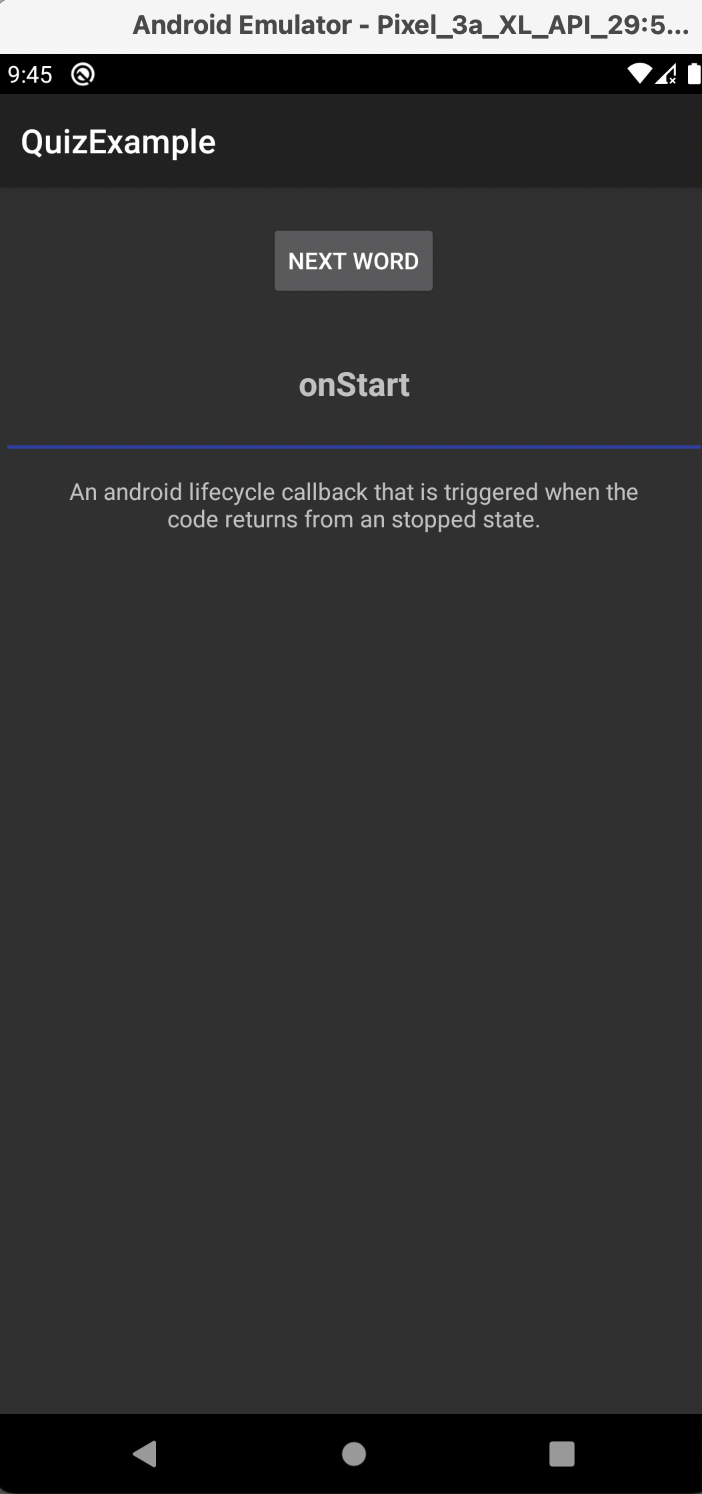 Android Emulator - Pixel_3a_XL_API_29:5...
9:45
QuizExample
NEXT WORD
onStart
An android lifecycle callback that is triggered when the
code returns from an stopped state.